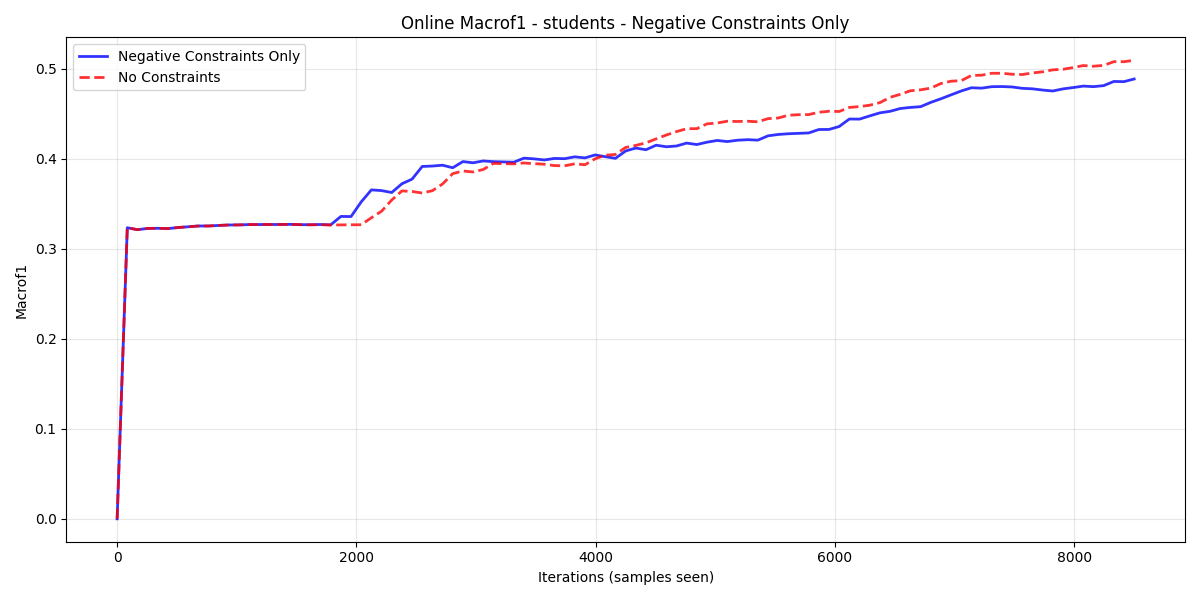 Online Macrof1 - students - Negative Constraints Only
Negative Constraints Only
No Constraints
Macrof1
0.5
0.4
0.3
0.2
0.1
0.0
0 2000 4000 6000 8000
Iterations (samples seen)